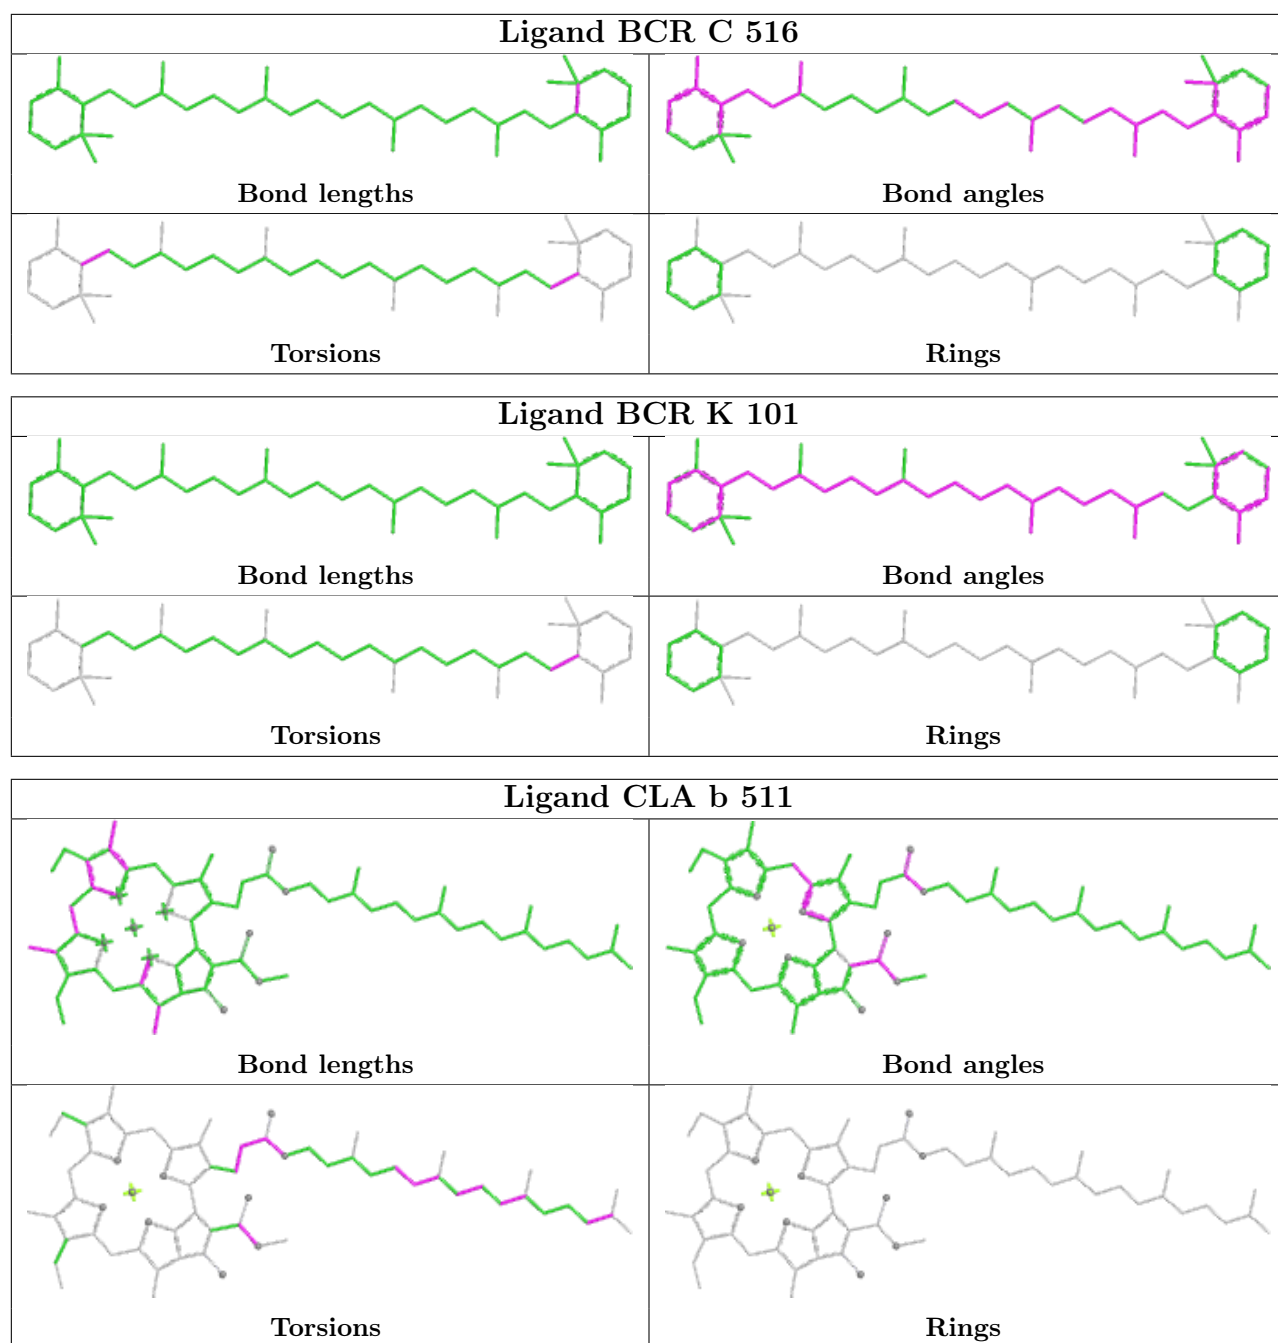 Ligand BCR C 516
Bond lengths
Bond angles
Torsions
Rings
Ligand BCR K 101
Bond lengths
Bond angles
Torsions
Rings
Ligand CLA b 511
Bond lengths
Bond angles
Torsions
Rings